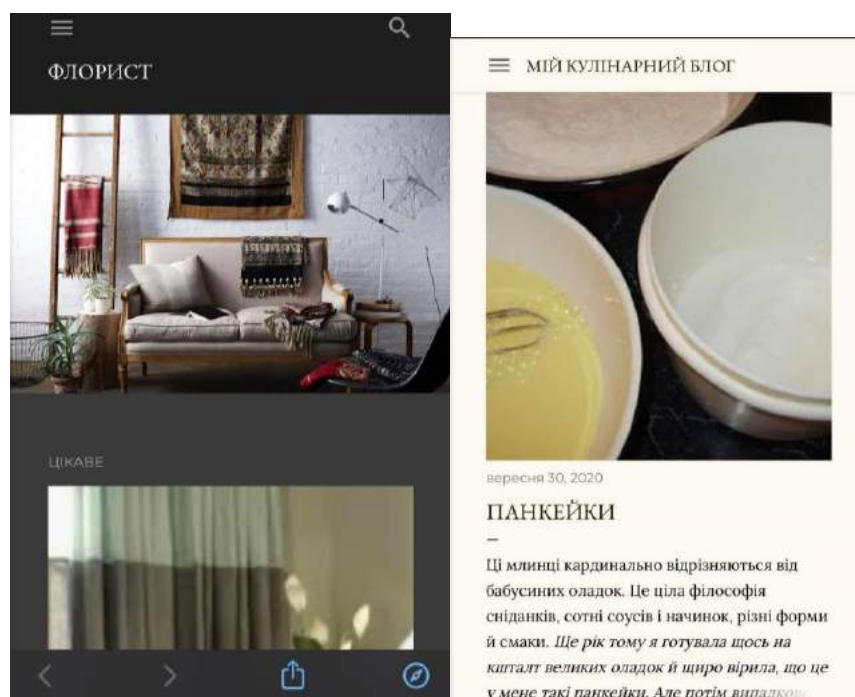 ФЛОРИСТ
ЦІКАВЕ
МІЙ КУЛІНАРНИЙ БЛОГ
вересня 30, 2020
ПАНКЕЙКИ
Ці млинці кардинально відрізняються від
бабусиних оладок. Це ціла філософія
сніданків, сотні соусів і начинок, різні форми
й смаки. Ще рік тому я готувала щось на
кшталт великих оладок й щиро вірила, що це
у мене такі панкейки. Але потім випадково